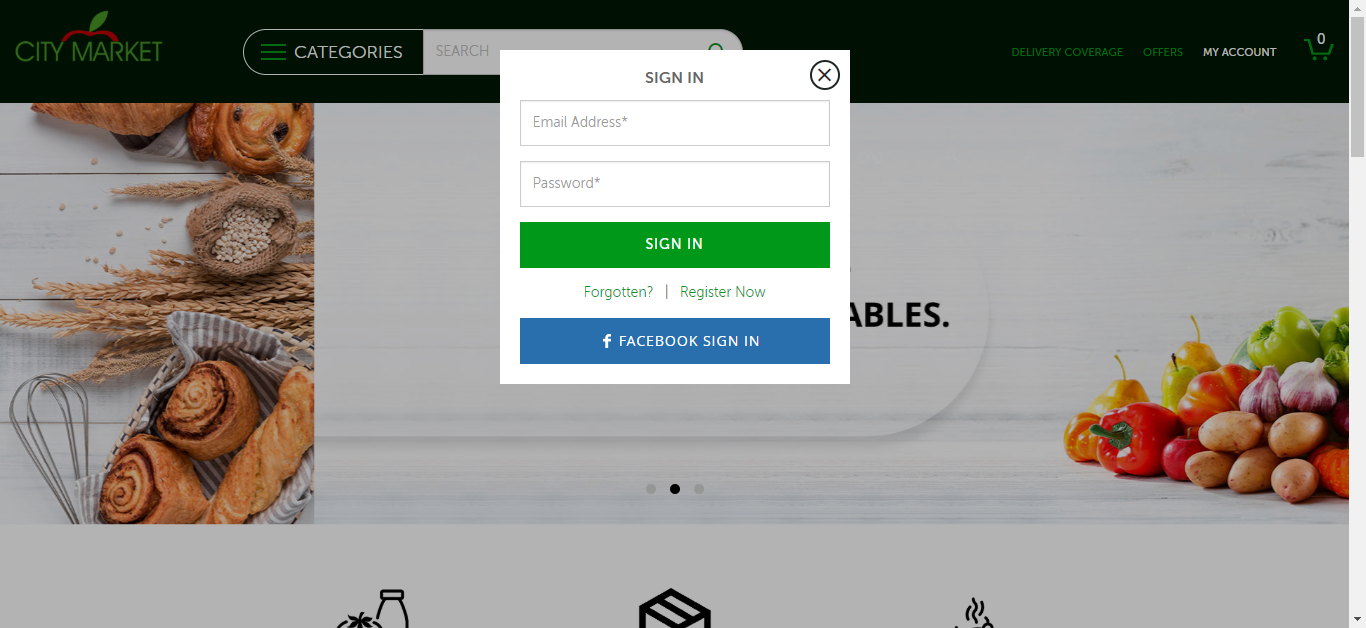 CITY MARKET
CATEGORIES
SEARCH
DELIVERY COVERAGE
OFFERS
MY ACCOUNT
0
SIGN IN
Email Address*
Password*
SIGN IN
Forgotten? | Register Now
f FACEBOOK SIGN IN
ABLES.